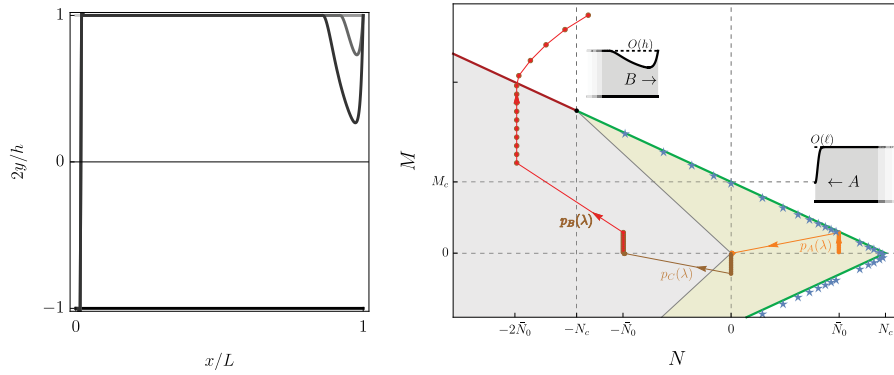 1
2y/h
0
−1
0
1
x/L
M
M_c
0
O(h)
B →
O(ℓ)
← A
p_B(λ)
p_C(λ)
p_A(λ)
−2N̄_0
−N_c
−N̄_0
0
N̄_0
N_c
N